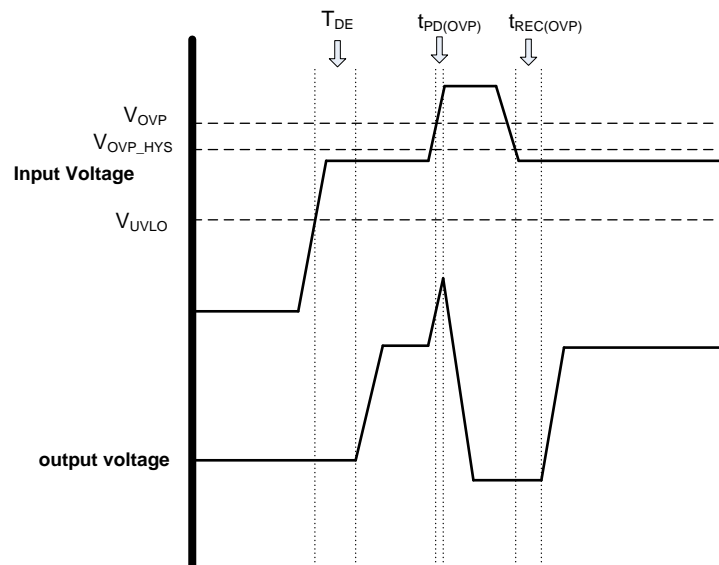 T_DE
t_PD(OVP)
t_REC(OVP)
V_OVP
V_OVP_HYS
Input Voltage
V_UVLO
output voltage